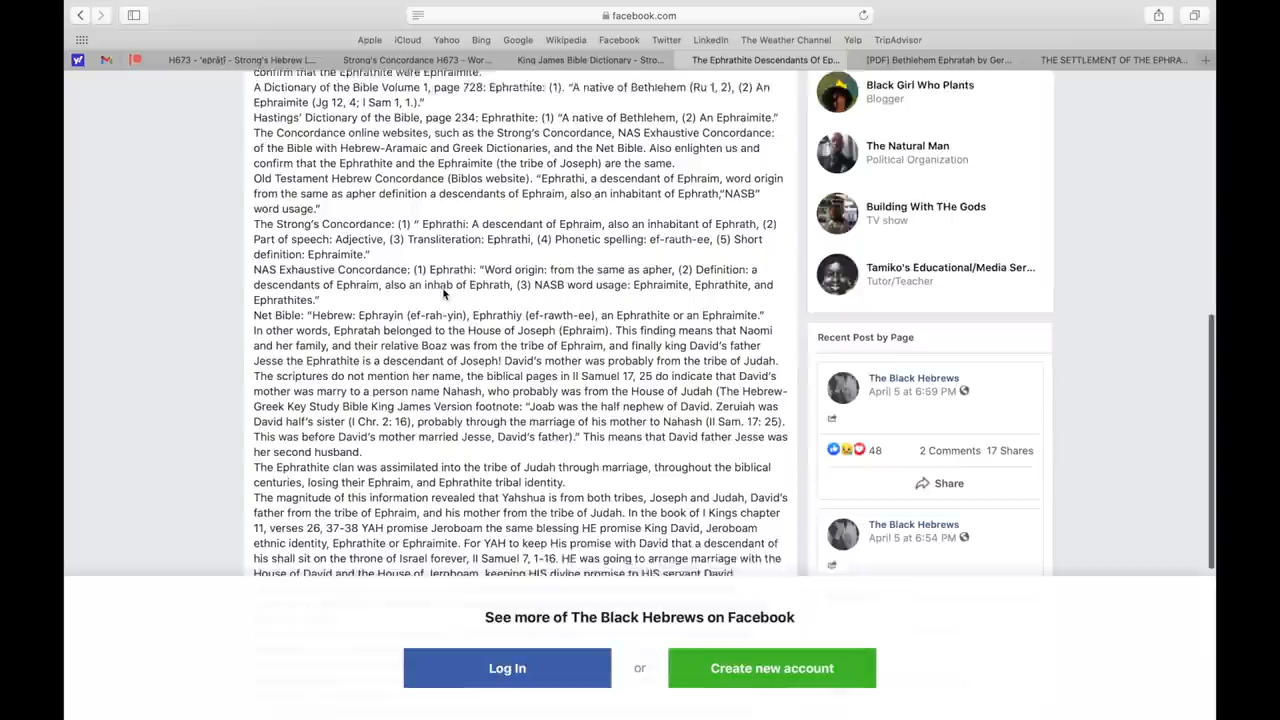 facebook.com
Apple iCloud Yahoo Bing Google Wikipedia Facebook Twitter LinkedIn The Weather Channel Yelp TripAdvisor
H673 - 'ep̄rāṯî - Strong's Hebrew L...
Strong's Concordance H673 - Wor...
King James Bible Dictionary - Stro...
The Ephrathite Descendants Of Ep...
[PDF] Bethlehem Ephratah by Ger...
THE SETTLEMENT OF THE EPHRA...
confirm that the Ephrathite were Ephraimite.
A Dictionary of the Bible Volume 1, page 728: Ephrathite: (1). “A native of Bethlehem (Ru 1, 2), (2) An
Ephraimite (Jg 12, 4; I Sam 1, 1.).”
Hastings’ Dictionary of the Bible, page 234: Ephrathite: (1) “A native of Bethlehem, (2) An Ephraimite.”
The Concordance online websites, such as the Strong’s Concordance, NAS Exhaustive Concordance:
of the Bible with Hebrew-Aramaic and Greek Dictionaries, and the Net Bible. Also enlighten us and
confirm that the Ephrathite and the Ephraimite (the tribe of Joseph) are the same.
Old Testament Hebrew Concordance (Biblos website). “Ephrathi, a descendant of Ephraim, word origin
from the same as apher definition a descendants of Ephraim, also an inhabitant of Ephrath,“NASB”
word usage.”
The Strong’s Concordance: (1) “ Ephrathi: A descendant of Ephraim, also an inhabitant of Ephrath, (2)
Part of speech: Adjective, (3) Transliteration: Ephrathi, (4) Phonetic spelling: ef-rauth-ee, (5) Short
definition: Ephraimite.”
NAS Exhaustive Concordance: (1) Ephrathi: “Word origin: from the same as apher, (2) Definition: a
descendants of Ephraim, also an inhab of Ephrath, (3) NASB word usage: Ephraimite, Ephrathite, and
Ephrathites.”
Net Bible: “Hebrew: Ephrayin (ef-rah-yin), Ephrathiy (ef-rawth-ee), an Ephrathite or an Ephraimite.”
In other words, Ephratah belonged to the House of Joseph (Ephraim). This finding means that Naomi
and her family, and their relative Boaz was from the tribe of Ephraim, and finally king David’s father
Jesse the Ephrathite is a descendant of Joseph! David’s mother was probably from the tribe of Judah.
The scriptures do not mention her name, the biblical pages in II Samuel 17, 25 do indicate that David’s
mother was marry to a person name Nahash, who probably was from the House of Judah (The Hebrew-
Greek Key Study Bible King James Version footnote: “Joab was the half nephew of David. Zeruiah was
David half’s sister (I Chr. 2: 16), probably through the marriage of his mother to Nahash (II Sam. 17: 25).
This was before David’s mother married Jesse, David’s father).” This means that David father Jesse was
her second husband.
The Ephrathite clan was assimilated into the tribe of Judah through marriage, throughout the biblical
centuries, losing their Ephraim, and Ephrathite tribal identity.
The magnitude of this information revealed that Yahshua is from both tribes, Joseph and Judah, David’s
father from the tribe of Ephraim, and his mother from the tribe of Judah. In the book of I Kings chapter
11, verses 26, 37-38 YAH promise Jeroboam the same blessing HE promise King David, Jeroboam
ethnic identity, Ephrathite or Ephraimite. For YAH to keep His promise with David that a descendant of
his shall sit on the throne of Israel forever, II Samuel 7, 1-16. HE was going to arrange marriage with the
House of David and the House of Jeroboam, keeping HIS divine promise to HIS servant David.
Black Girl Who Plants
Blogger
The Natural Man
Political Organization
Building With THe Gods
TV show
Tamiko's Educational/Media Ser...
Tutor/Teacher
Recent Post by Page
The Black Hebrews
April 5 at 6:59 PM
48 2 Comments 17 Shares
Share
The Black Hebrews
April 5 at 6:54 PM
See more of The Black Hebrews on Facebook
Log In or Create new account